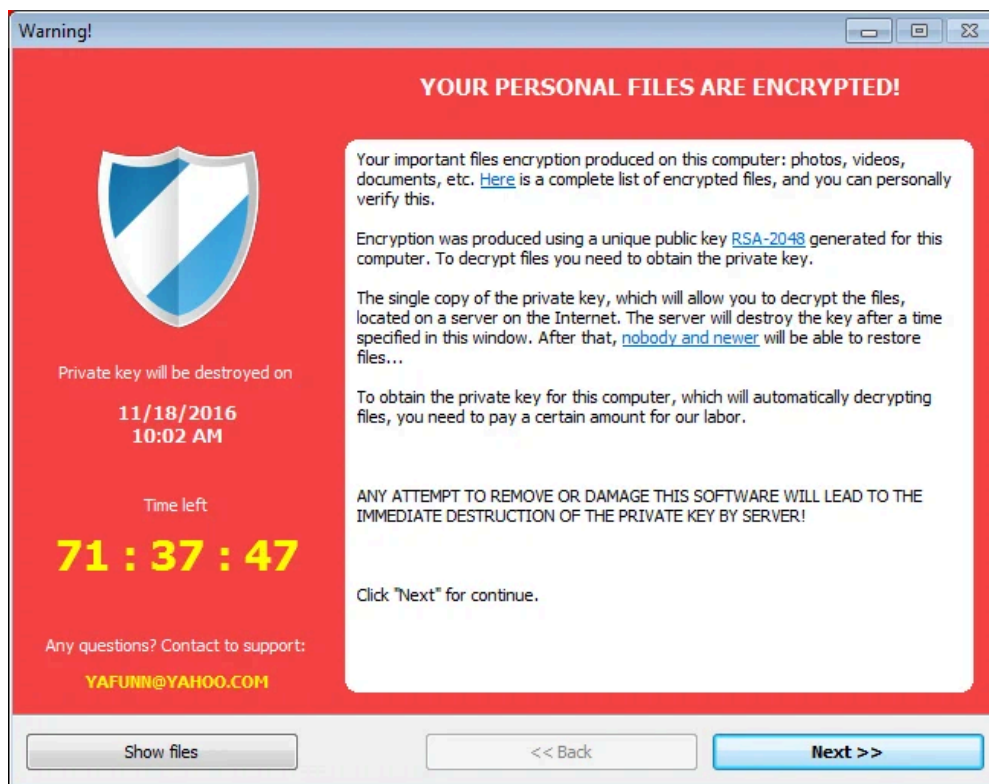 Warning!
YOUR PERSONAL FILES ARE ENCRYPTED!
Your important files encryption produced on this computer: photos, videos,
documents, etc. Here is a complete list of encrypted files, and you can personally
verify this.
Encryption was produced using a unique public key RSA-2048 generated for this
computer. To decrypt files you need to obtain the private key.
The single copy of the private key, which will allow you to decrypt the files,
located on a server on the Internet. The server will destroy the key after a time
specified in this window. After that, nobody and newer will be able to restore
files...
To obtain the private key for this computer, which will automatically decrypting
files, you need to pay a certain amount for our labor.
ANY ATTEMPT TO REMOVE OR DAMAGE THIS SOFTWARE WILL LEAD TO THE
IMMEDIATE DESTRUCTION OF THE PRIVATE KEY BY SERVER!
Click "Next" for continue.
Private key will be destroyed on
11/18/2016
10:02 AM
Time left
71 : 37 : 47
Any questions? Contact to support:
YAFUNN@YAHOO.COM
Show files
<< Back
Next >>